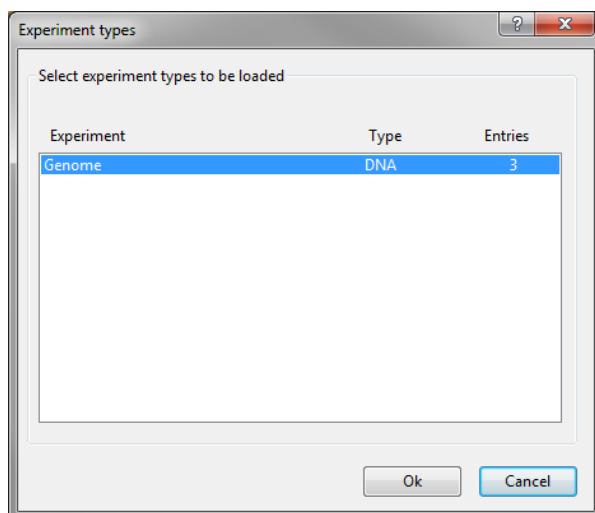 Experiment types
?
x
Select experiment types to be loaded
Experiment Type Entries
Genome DNA 3
Ok Cancel